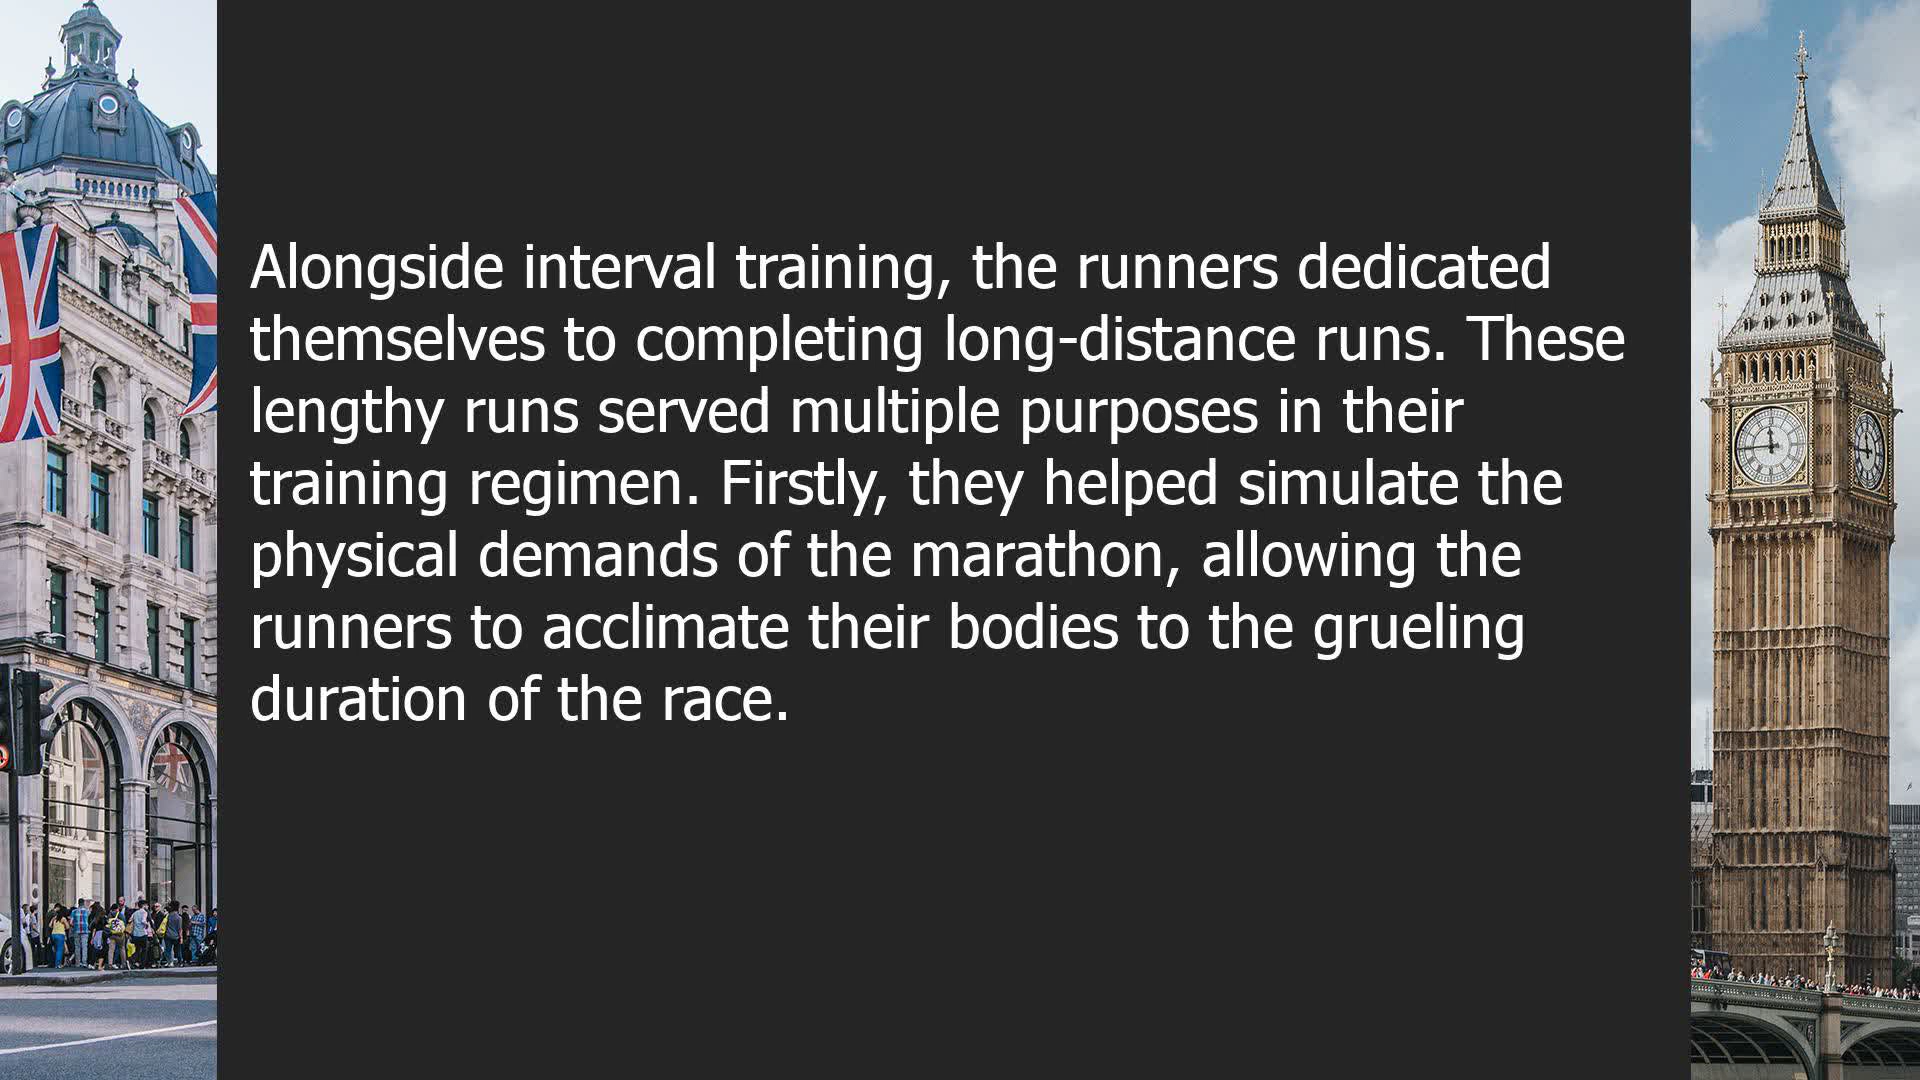 Alongside interval training, the runners dedicated
themselves to completing long-distance runs. These
lengthy runs served multiple purposes in their
training regimen. Firstly, they helped simulate the
physical demands of the marathon, allowing the
runners to acclimate their bodies to the grueling
duration of the race.